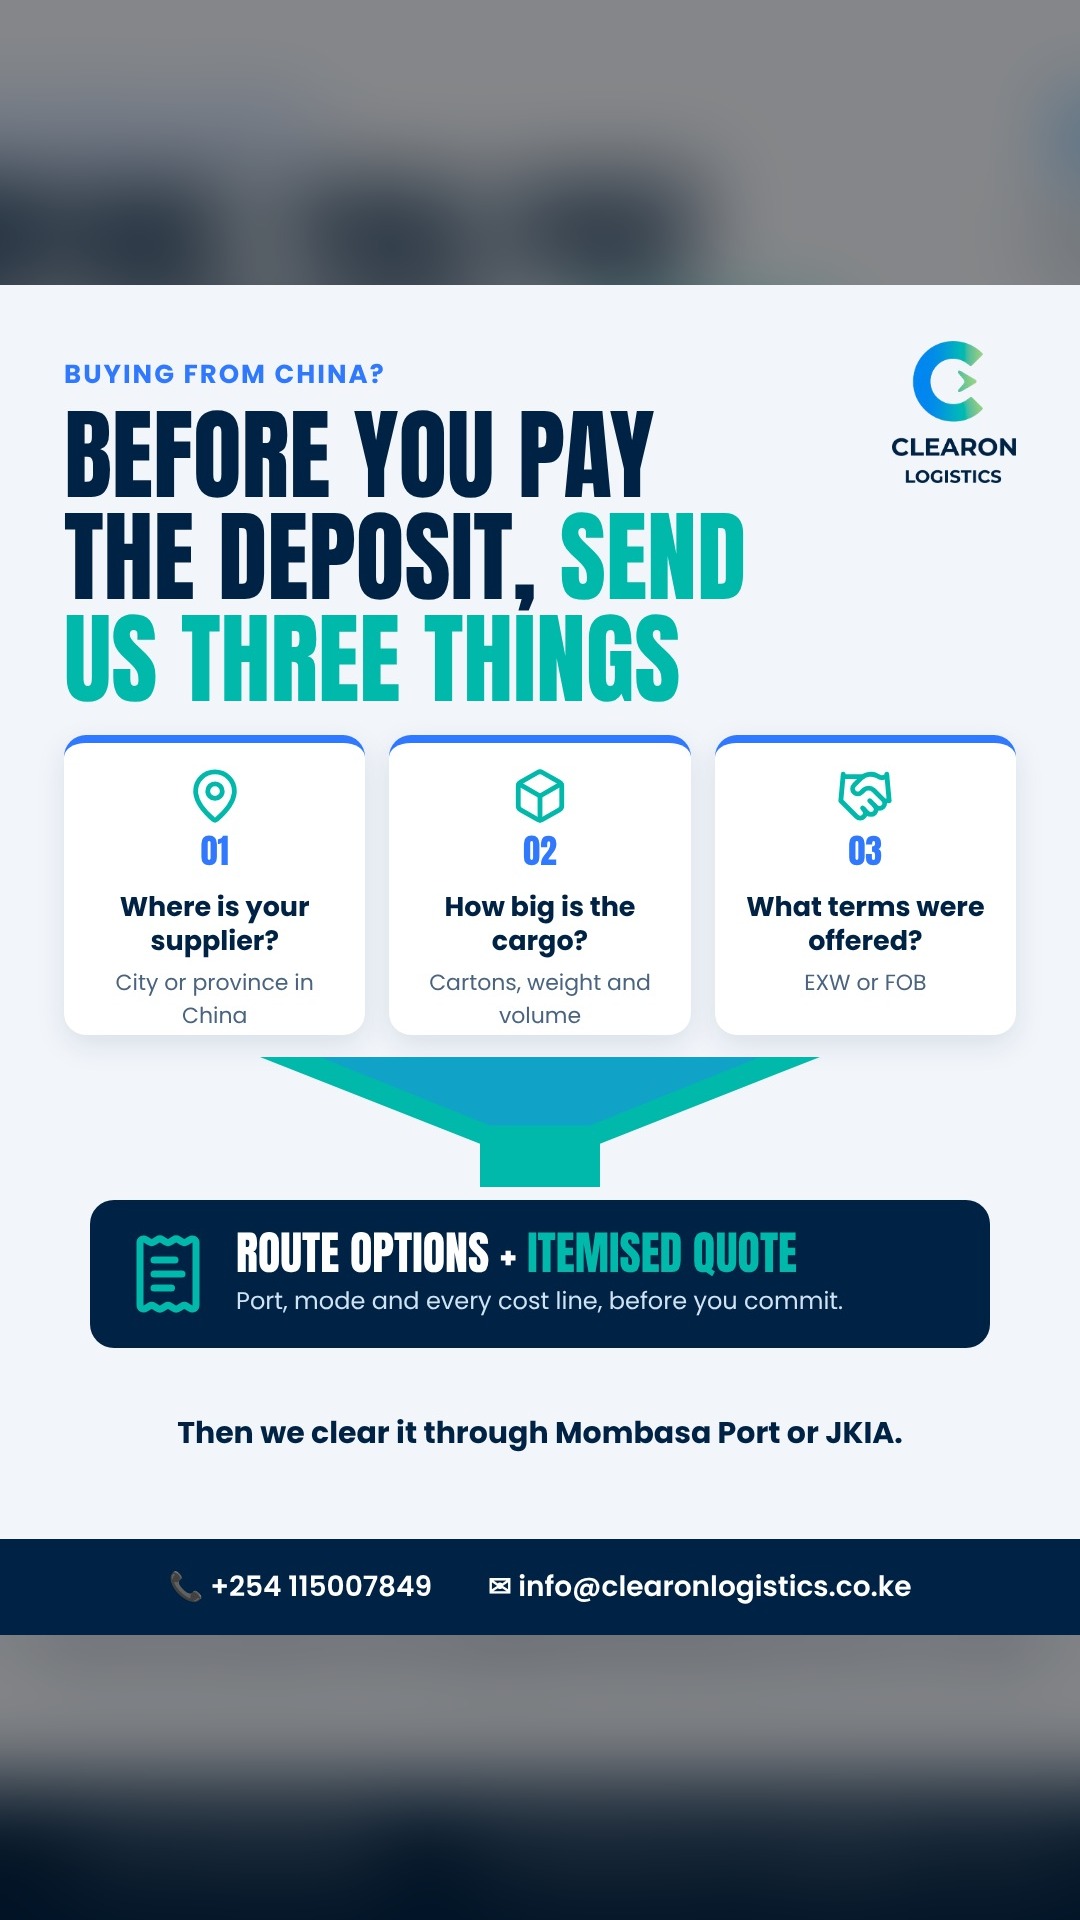 BUYING FROM CHINA?
BEFORE YOU PAY
THE DEPOSIT, SEND
US THREE THINGS
CLEARON
LOGISTICS
01
Where is your
supplier?
City or province in
China
02
How big is the
cargo?
Cartons, weight and
volume
03
What terms were
offered?
EXW or FOB
ROUTE OPTIONS + ITEMISED QUOTE
Port, mode and every cost line, before you commit.
Then we clear it through Mombasa Port or JKIA.
📞 +254 115007849 ✉ info@clearonlogistics.co.ke